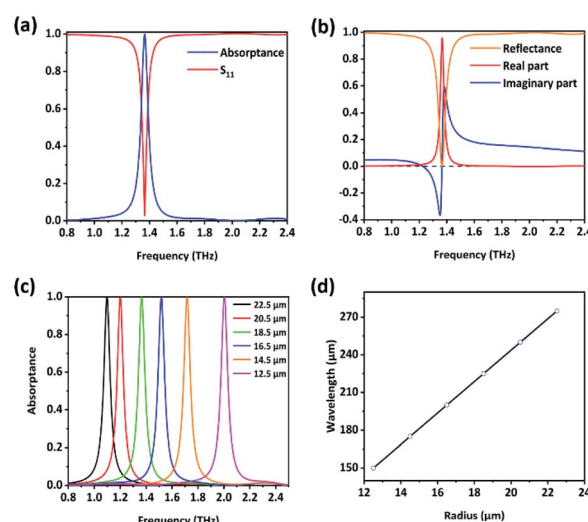 (a)
1.0
0.8
0.6
0.4
0.2
0.0
Absorptance
S11
0.8 1.0 1.2 1.4 1.6 1.8 2.0 2.2 2.4
Frequency (THz)
(b)
1.0
0.8
0.6
0.4
0.2
0.0
-0.2
-0.4
Reflectance
Real part
Imaginary part
0.8 1.0 1.2 1.4 1.6 1.8 2.0 2.2 2.4
Frequency (THz)
(c)
Absorptance
1.0
0.8
0.6
0.4
0.2
0.0
22.5 μm
20.5 μm
18.5 μm
16.5 μm
14.5 μm
12.5 μm
0.8 1.0 1.2 1.4 1.6 1.8 2.0 2.2 2.4
Frequency (THz)
(d)
Wavelength (μm)
270
240
210
180
150
12 14 16 18 20 22 24
Radius (μm)